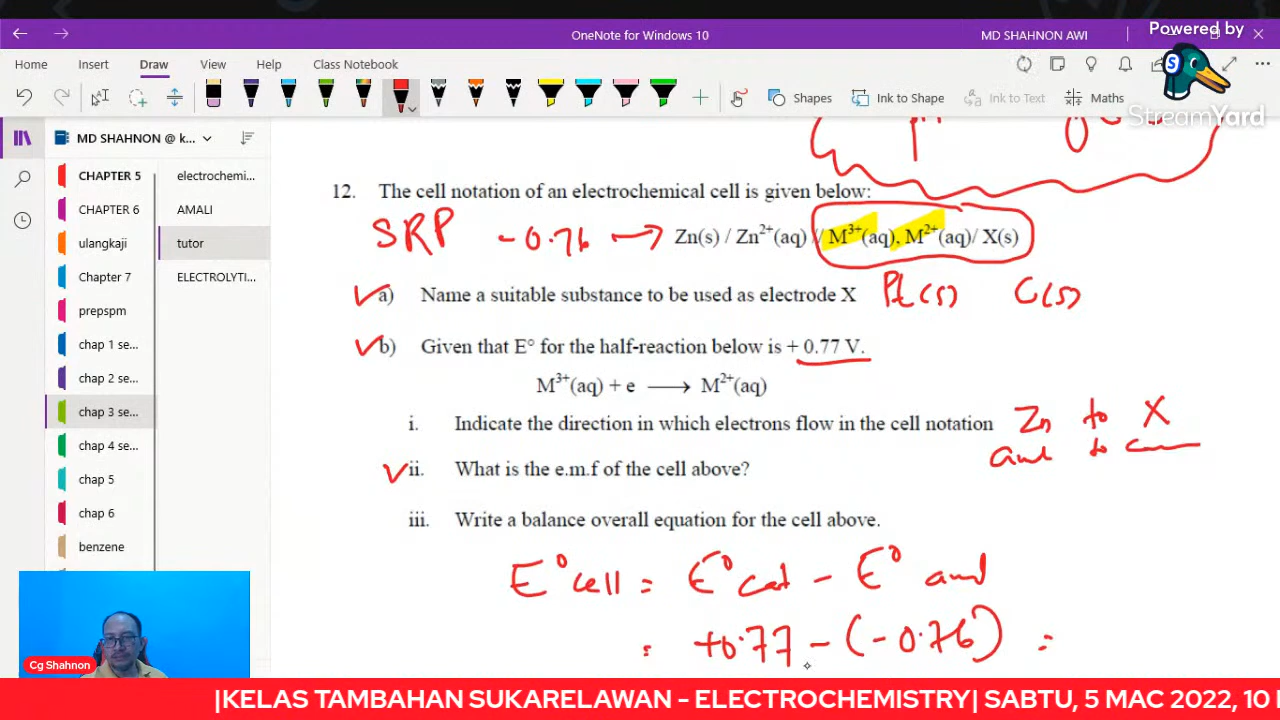 OneNote for Windows 10
MD SHAHNON AWI
Powered by
StreamYard
Home Insert Draw View Help Class Notebook
Shapes Ink to Shape Ink to Text Maths
MD SHAHNON @ k...
CHAPTER 5
CHAPTER 6
ulangkaji
Chapter 7
prepspm
chap 1 se...
chap 2 se...
chap 3 se...
chap 4 se...
chap 5
chap 6
benzene
electrochemi...
AMALI
tutor
ELECTROLYTI...
12. The cell notation of an electrochemical cell is given below:
SRP -0.76 → Zn(s) / Zn²⁺(aq) // M³⁺(aq), M²⁺(aq)/ X(s)
a) Name a suitable substance to be used as electrode X Pt(s) C(s)
b) Given that E° for the half-reaction below is + 0.77 V.
M³⁺(aq) + e ⟶ M²⁺(aq)
i. Indicate the direction in which electrons flow in the cell notation Zn to X
to
ii. What is the e.m.f of the cell above?
iii. Write a balance overall equation for the cell above.
E° cell = E° cat - E° and
= +0.77 - (-0.76) =
Cg Shahnon
|KELAS TAMBAHAN SUKARELAWAN - ELECTROCHEMISTRY| SABTU, 5 MAC 2022, 10